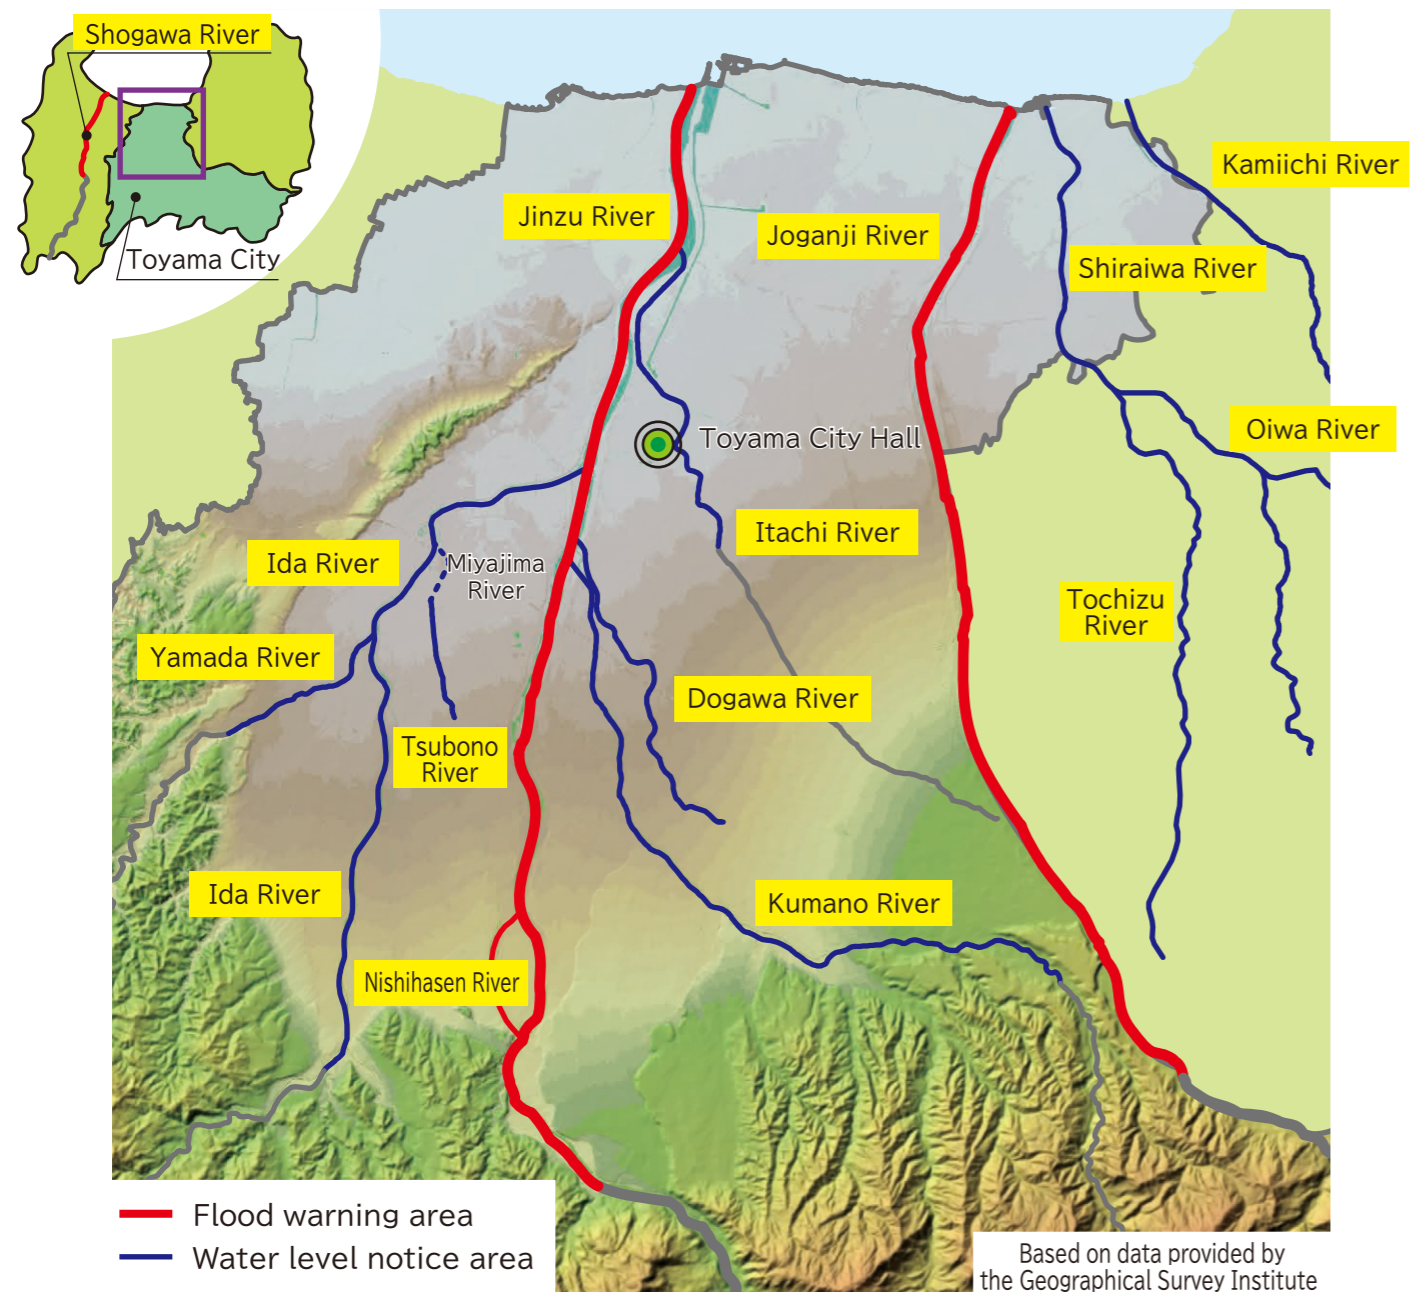 Shogawa River
Toyama City
Kamiichi River
Jinzu River
Joganji River
Shiraiwa River
Oiwa River
Toyama City Hall
Itachi River
Ida River
Miyajima
River
Tochizu
River
Yamada River
Dogawa River
Tsubono
River
Ida River
Kumano River
Nishihasen River
Flood warning area
Water level notice area
Based on data provided by
the Geographical Survey Institute